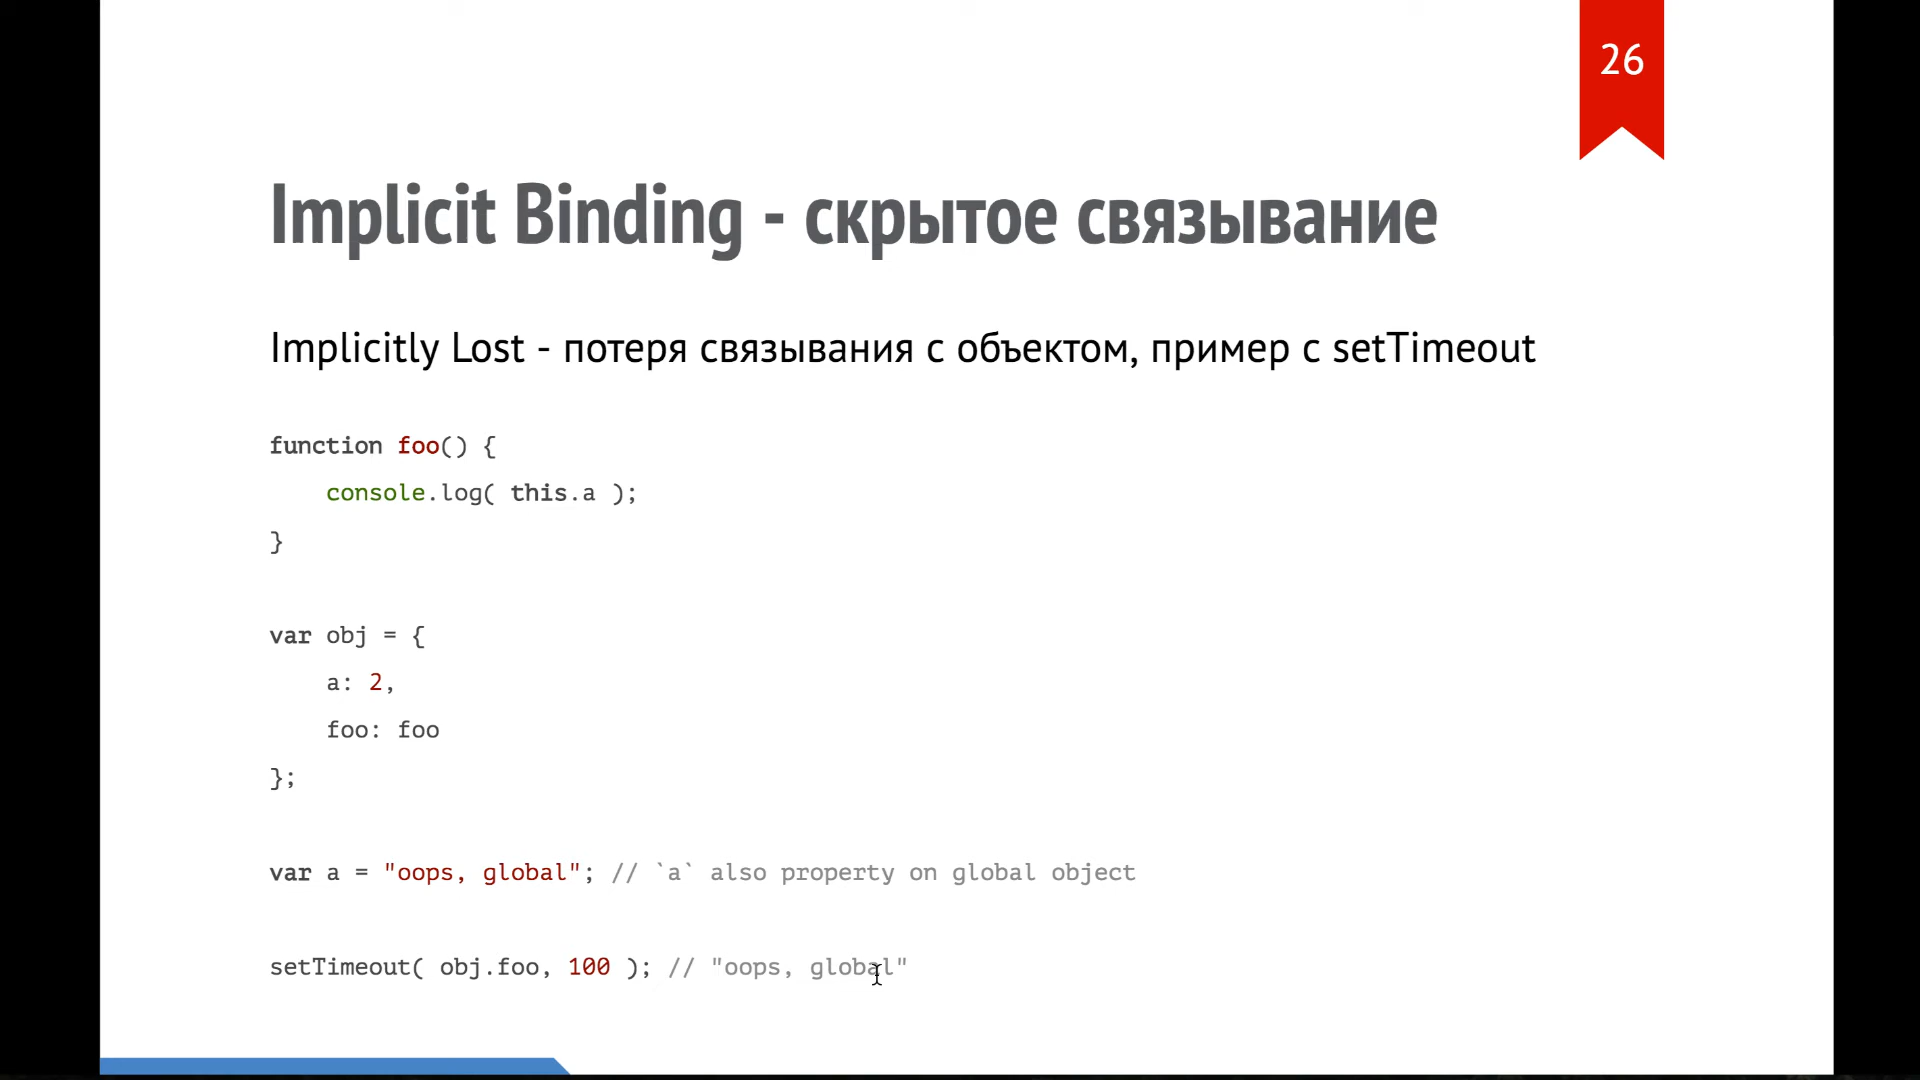 26
Implicit Binding - скрытое связывание
Implicitly Lost - потеря связывания с объектом, пример с setTimeout
function foo() {
    console.log( this.a );
}
var obj = {
    a: 2,
    foo: foo
};
var a = "oops, global"; // `a` also property on global object
setTimeout( obj.foo, 100 ); // "oops, global"